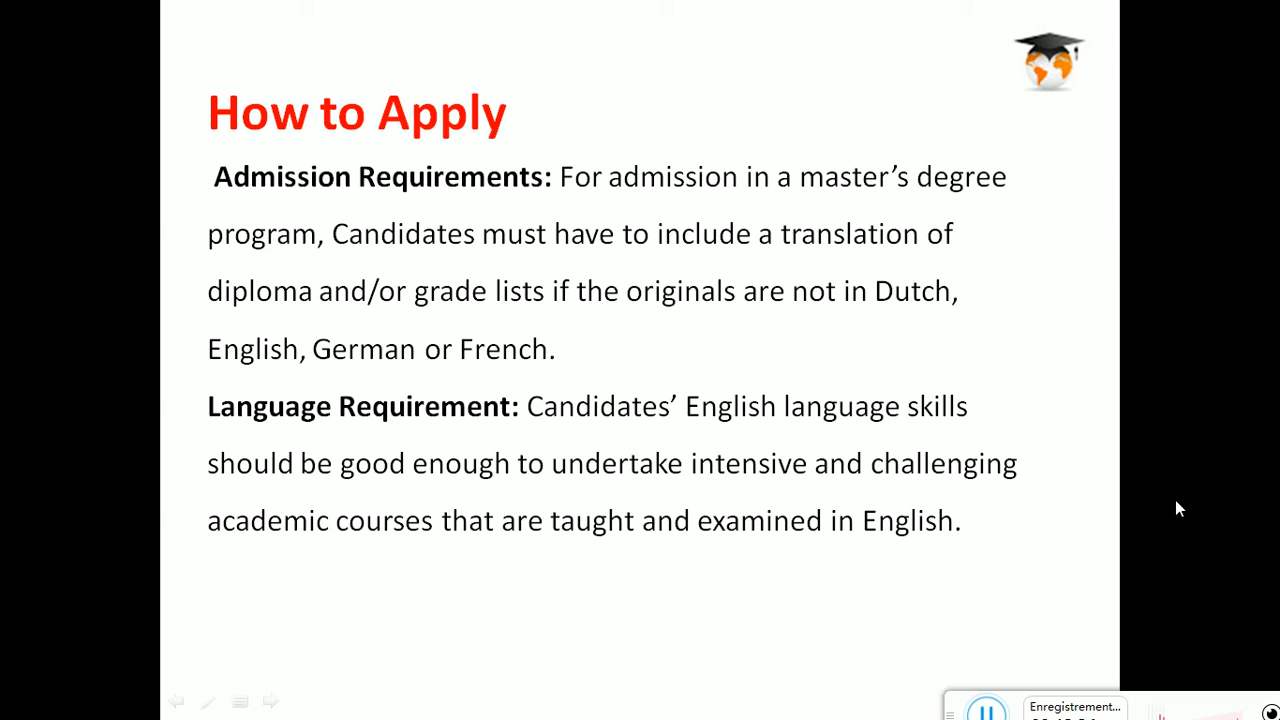 How to Apply
Admission Requirements: For admission in a master’s degree
program, Candidates must have to include a translation of
diploma and/or grade lists if the originals are not in Dutch,
English, German or French.
Language Requirement: Candidates’ English language skills
should be good enough to undertake intensive and challenging
academic courses that are taught and examined in English.
Enregistrement...